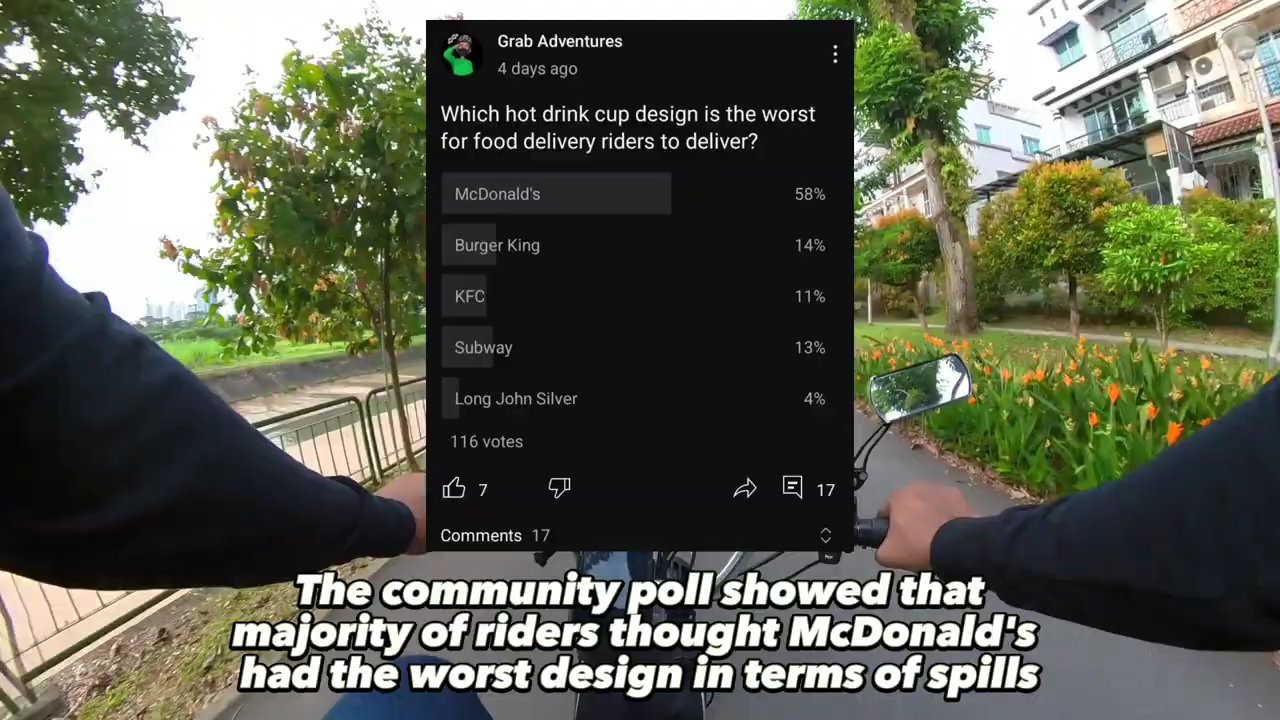 Grab Adventures
4 days ago
Which hot drink cup design is the worst
for food delivery riders to deliver?
McDonald's 58%
Burger King 14%
KFC 11%
Subway 13%
Long John Silver 4%
116 votes
7 17
Comments 17
The community poll showed that
majority of riders thought McDonald's
had the worst design in terms of spills